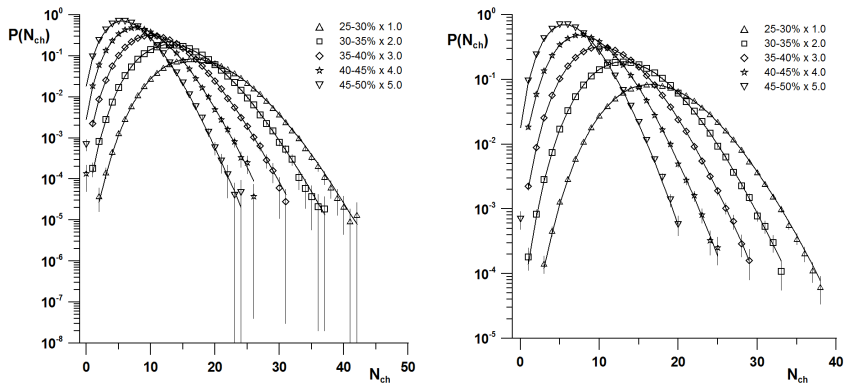 10⁰
P(N_ch)
10⁻¹
10⁻²
10⁻³
10⁻⁴
10⁻⁵
10⁻⁶
10⁻⁷
10⁻⁸
25-30% x 1.0
30-35% x 2.0
35-40% x 3.0
40-45% x 4.0
45-50% x 5.0
0 10 20 30 40 50
N_ch
10⁰
P(N_ch)
10⁻¹
10⁻²
10⁻³
10⁻⁴
10⁻⁵
25-30% x 1.0
30-35% x 2.0
35-40% x 3.0
40-45% x 4.0
45-50% x 5.0
0 10 20 30 40
N_ch